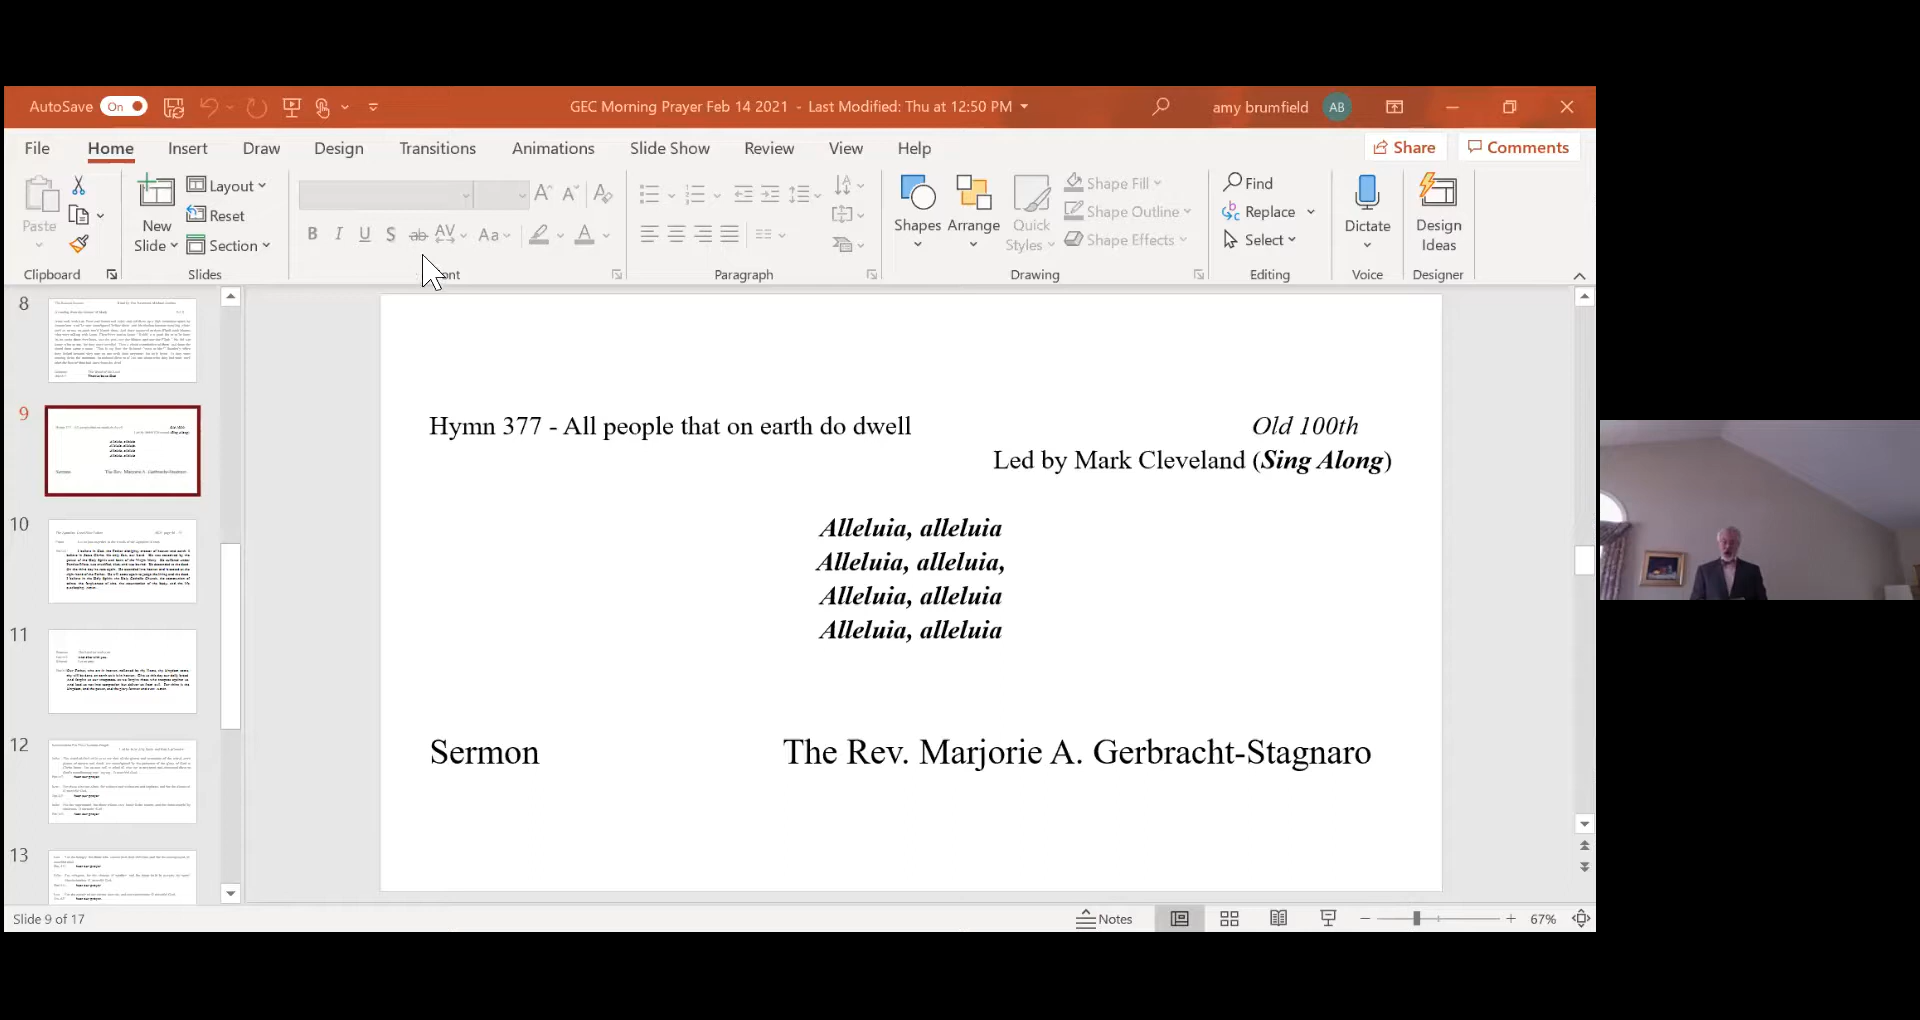 AutoSave On GEC Morning Prayer Feb 14 2021 - Last Modified: Thu at 12:50 PM amy brumfield AB
File Home Insert Draw Design Transitions Animations Slide Show Review View Help Share Comments
Paste New Slide Layout Reset Section
B I U S ab AV Aa A
Shapes Arrange Quick Styles Shape Fill Shape Outline Shape Effects
Find Replace Select
Dictate Design Ideas
Clipboard Slides Paragraph Drawing Editing Voice Designer
8
9
10
11
12
13
Hymn 377 - All people that on earth do dwell Old 100th
Led by Mark Cleveland (Sing Along)
Alleluia, alleluia
Alleluia, alleluia,
Alleluia, alleluia
Alleluia, alleluia
Sermon The Rev. Marjorie A. Gerbracht-Stagnaro
Slide 9 of 17 Notes 67%